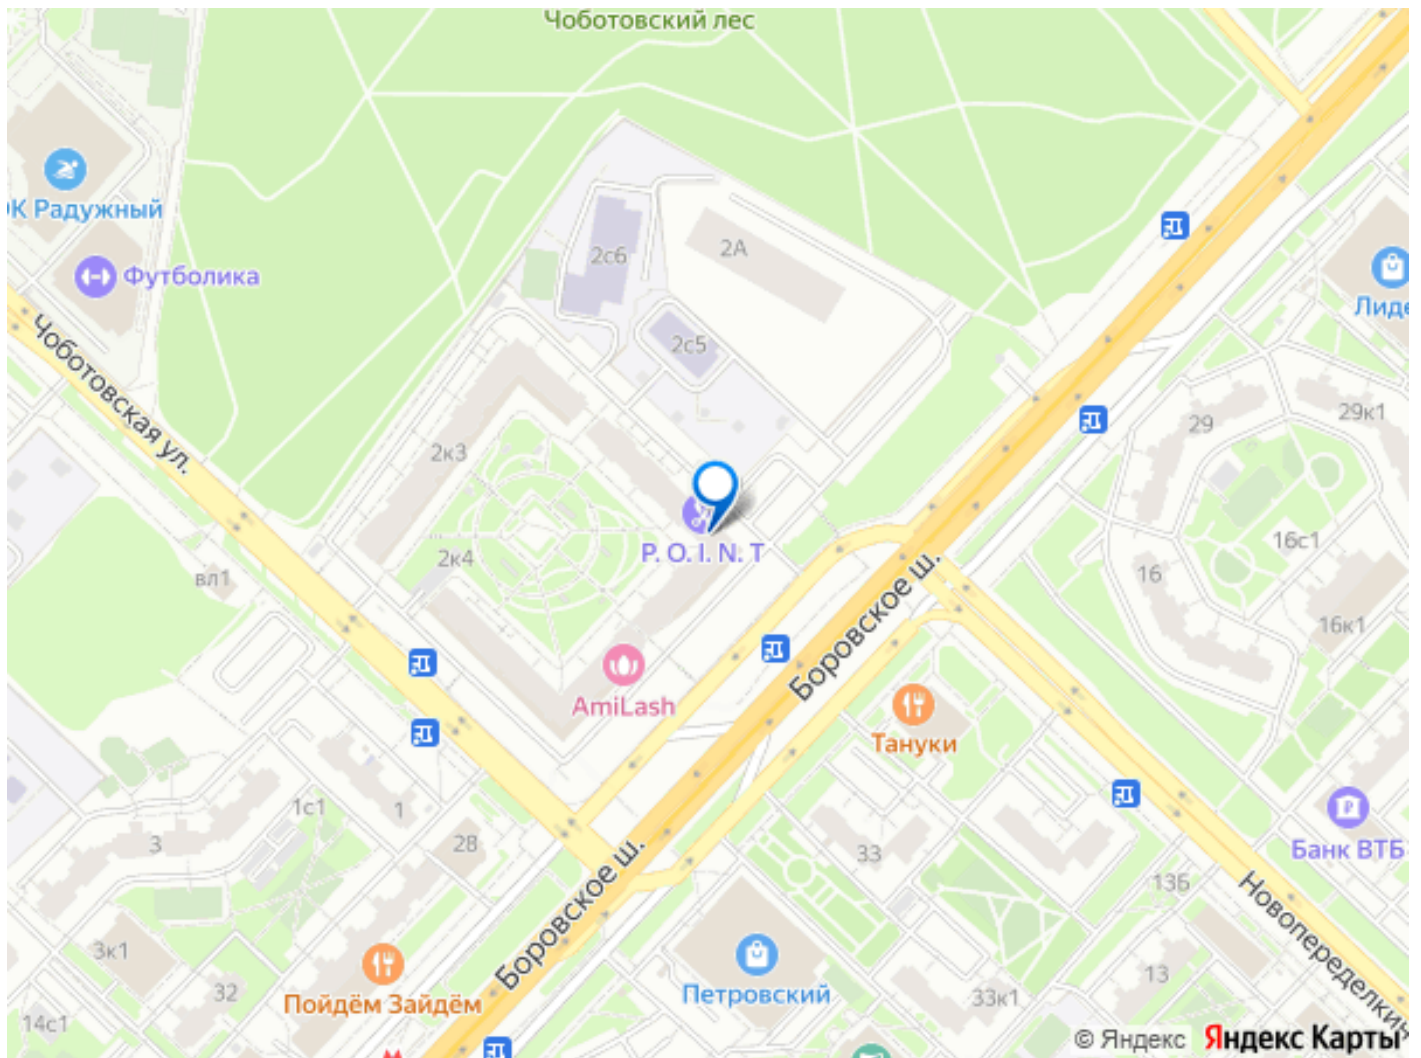 Чоботовский лес
ОК Радужный
Футболика
2с6
2А
2с5
Лиде
Чоботовская ул.
2к3
29
29к1
P. O. I. N. T
16с1
2к4
вл1
16
16к1
Боровское ш.
AmiLash
Тануки
1с1
1
3
28
33
Банк ВТБ
13Б
Новопеределкин
Боровское ш.
3к1
32
Пойдём Зайдём
Петровский
33к1
13
14с1
© Яндекс Яндекс Карты